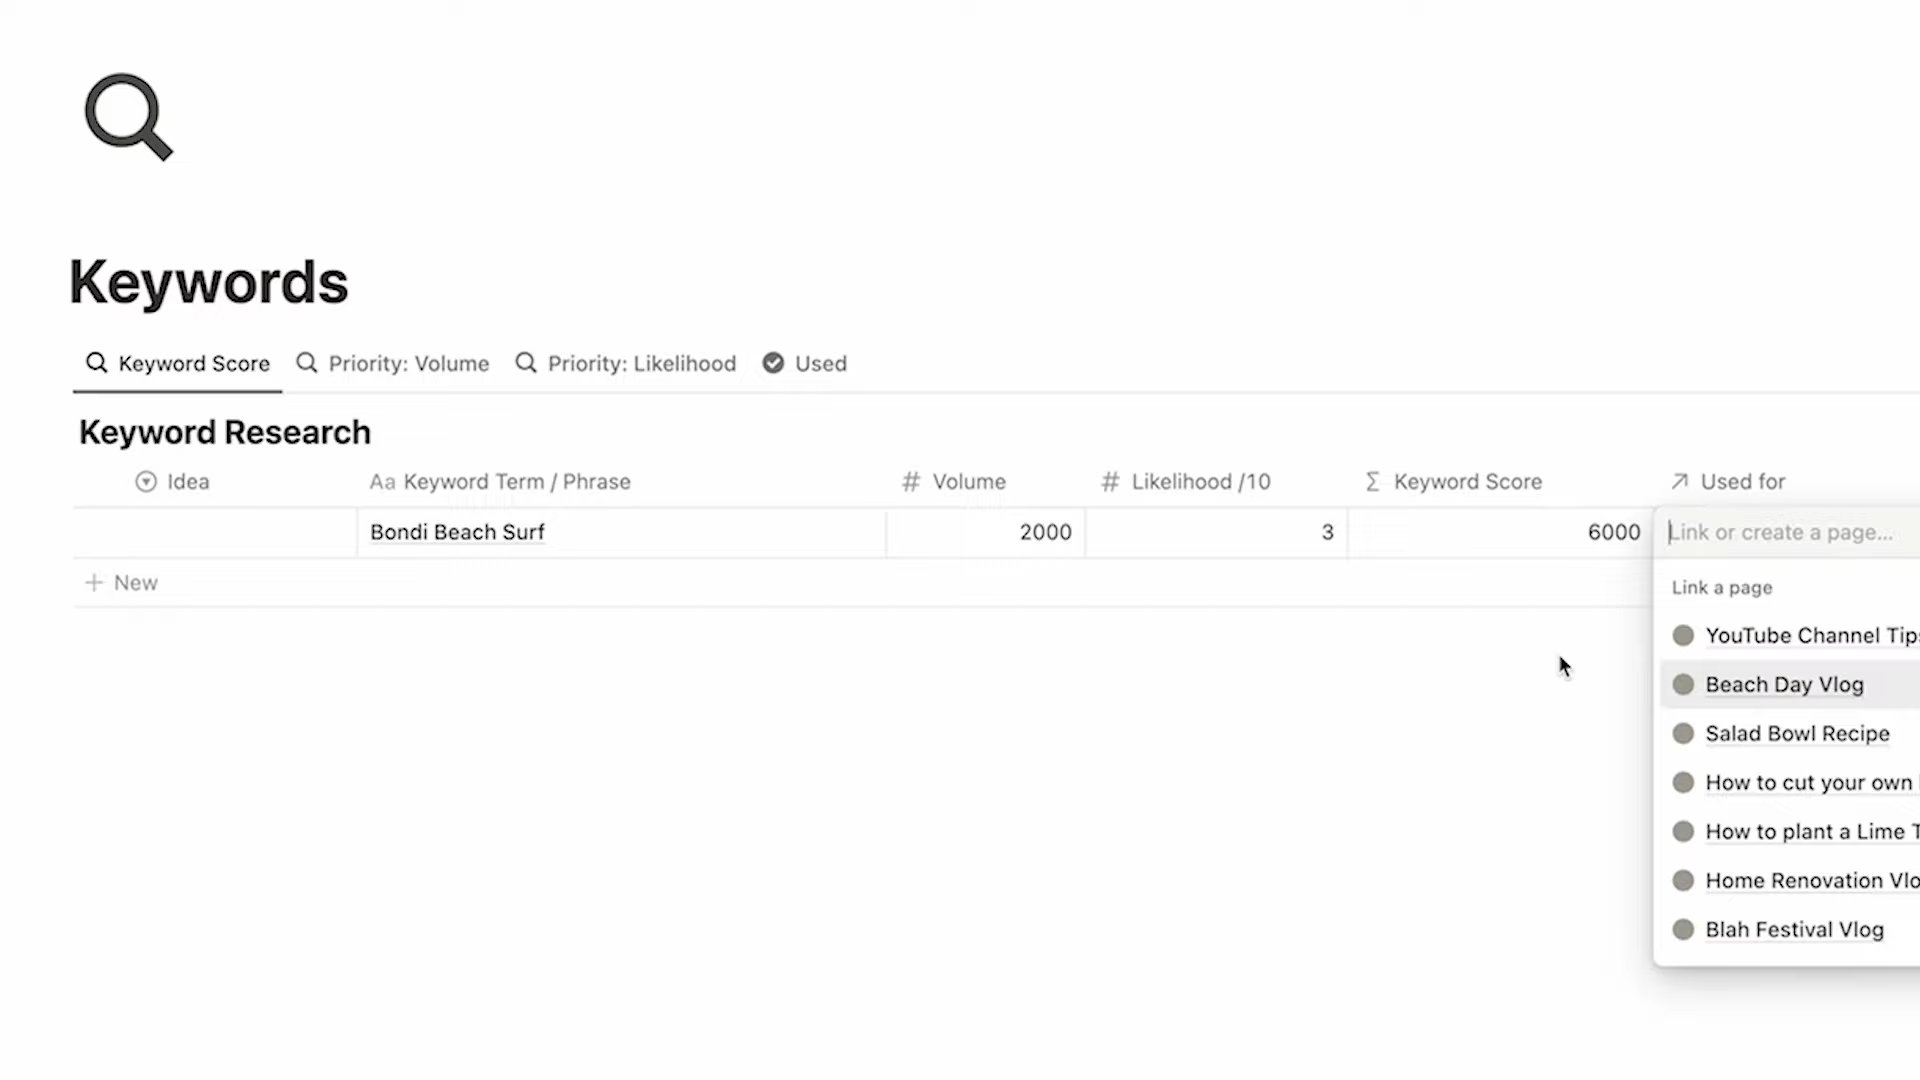 Keywords
Keyword Score Priority: Volume Priority: Likelihood Used
Keyword Research
Idea Aa Keyword Term / Phrase # Volume # Likelihood /10 Σ Keyword Score Used for
Bondi Beach Surf 2000 3 6000 Link or create a page...
+ New
Link a page
YouTube Channel Tips
Beach Day Vlog
Salad Bowl Recipe
How to cut your own
How to plant a Lime T
Home Renovation Vlo
Blah Festival Vlog